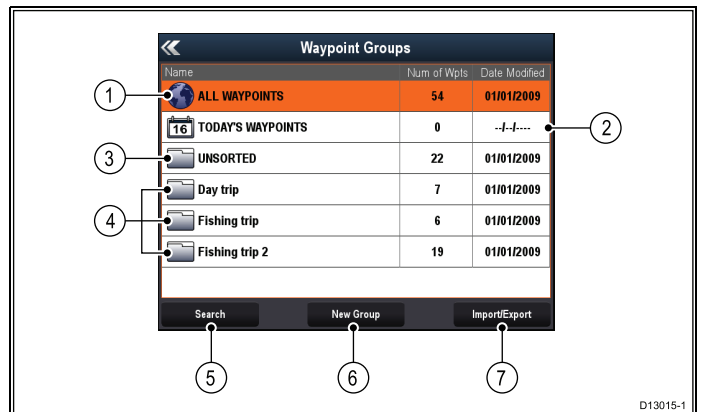 Waypoint Groups
Name Num of Wpts Date Modified
1 ALL WAYPOINTS 54 01/01/2009
16 TODAY'S WAYPOINTS 0 --/--/---- 2
3 UNSORTED 22 01/01/2009
Day trip 7 01/01/2009
4 Fishing trip 6 01/01/2009
Fishing trip 2 19 01/01/2009
Search New Group Import/Export
5 6 7
D13015-1